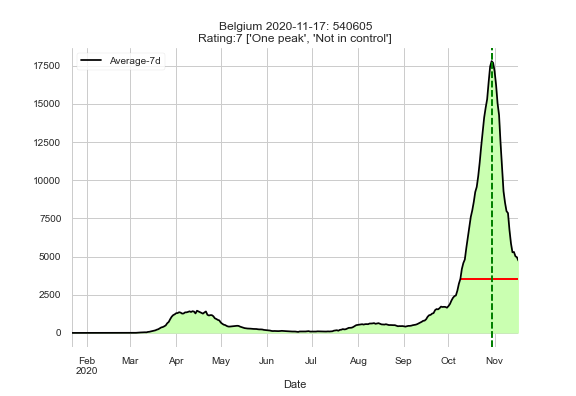 Belgium 2020-11-17: 540605
Rating:7 ['One peak', 'Not in control']
Average-7d
17500
15000
12500
10000
7500
5000
2500
0
Feb Mar Apr May Jun Jul Aug Sep Oct Nov
2020
Date